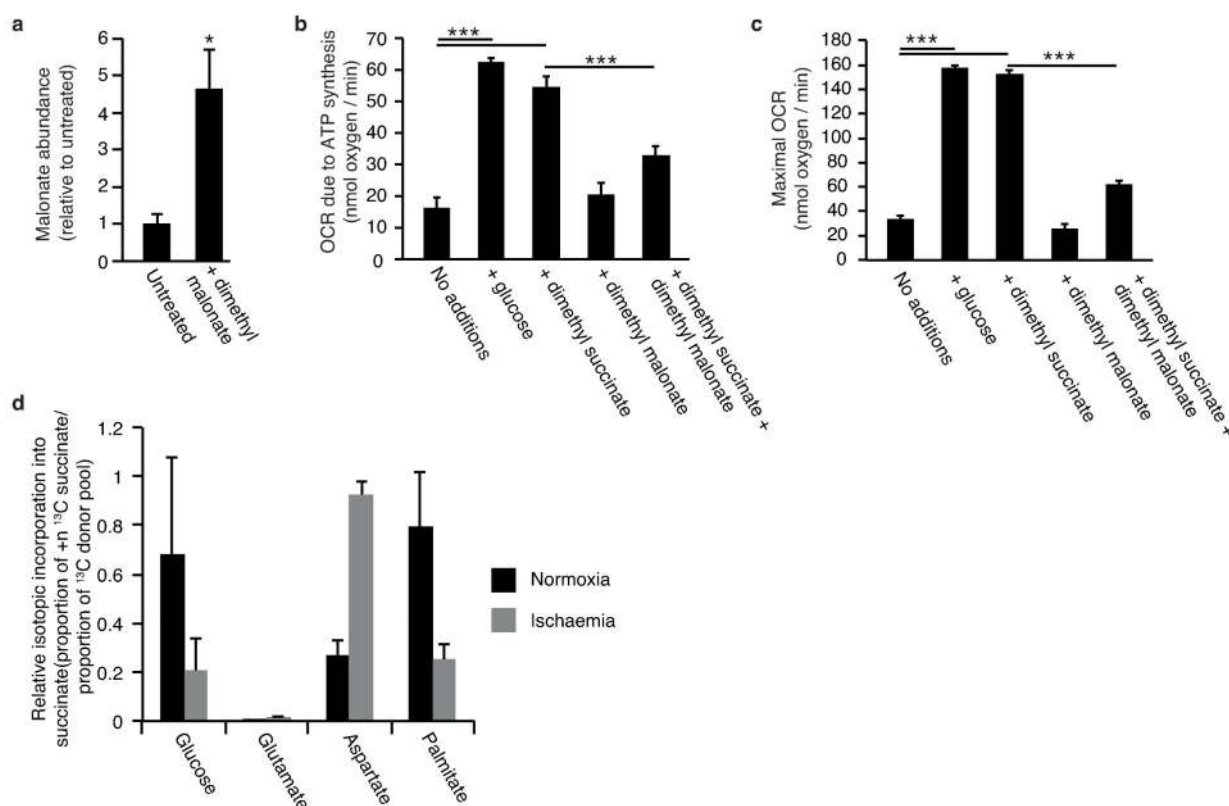 a
Malonate abundance
(relative to untreated)
6
5
4
3
2
1
0
*
Untreated
+ dimethyl
malonate
b
OCR due to ATP synthesis
(nmol oxygen / min)
70
60
50
40
30
20
10
0
***
***
No additions
+ glucose
+ dimethyl succinate
+ dimethyl malonate
+ dimethyl succinate +
dimethyl malonate
c
Maximal OCR
(nmol oxygen / min)
180
160
140
120
100
80
60
40
20
0
***
***
No additions
+ glucose
+ dimethyl succinate
+ dimethyl malonate
+ dimethyl succinate +
dimethyl malonate
d
Relative isotopic incorporation into
succinate(proportion of +n ¹³C succinate/
proportion of ¹³C donor pool)
1.2
1
0.8
0.6
0.4
0.2
0
Glucose
Glutamate
Aspartate
Palmitate
Normoxia
Ischaemia